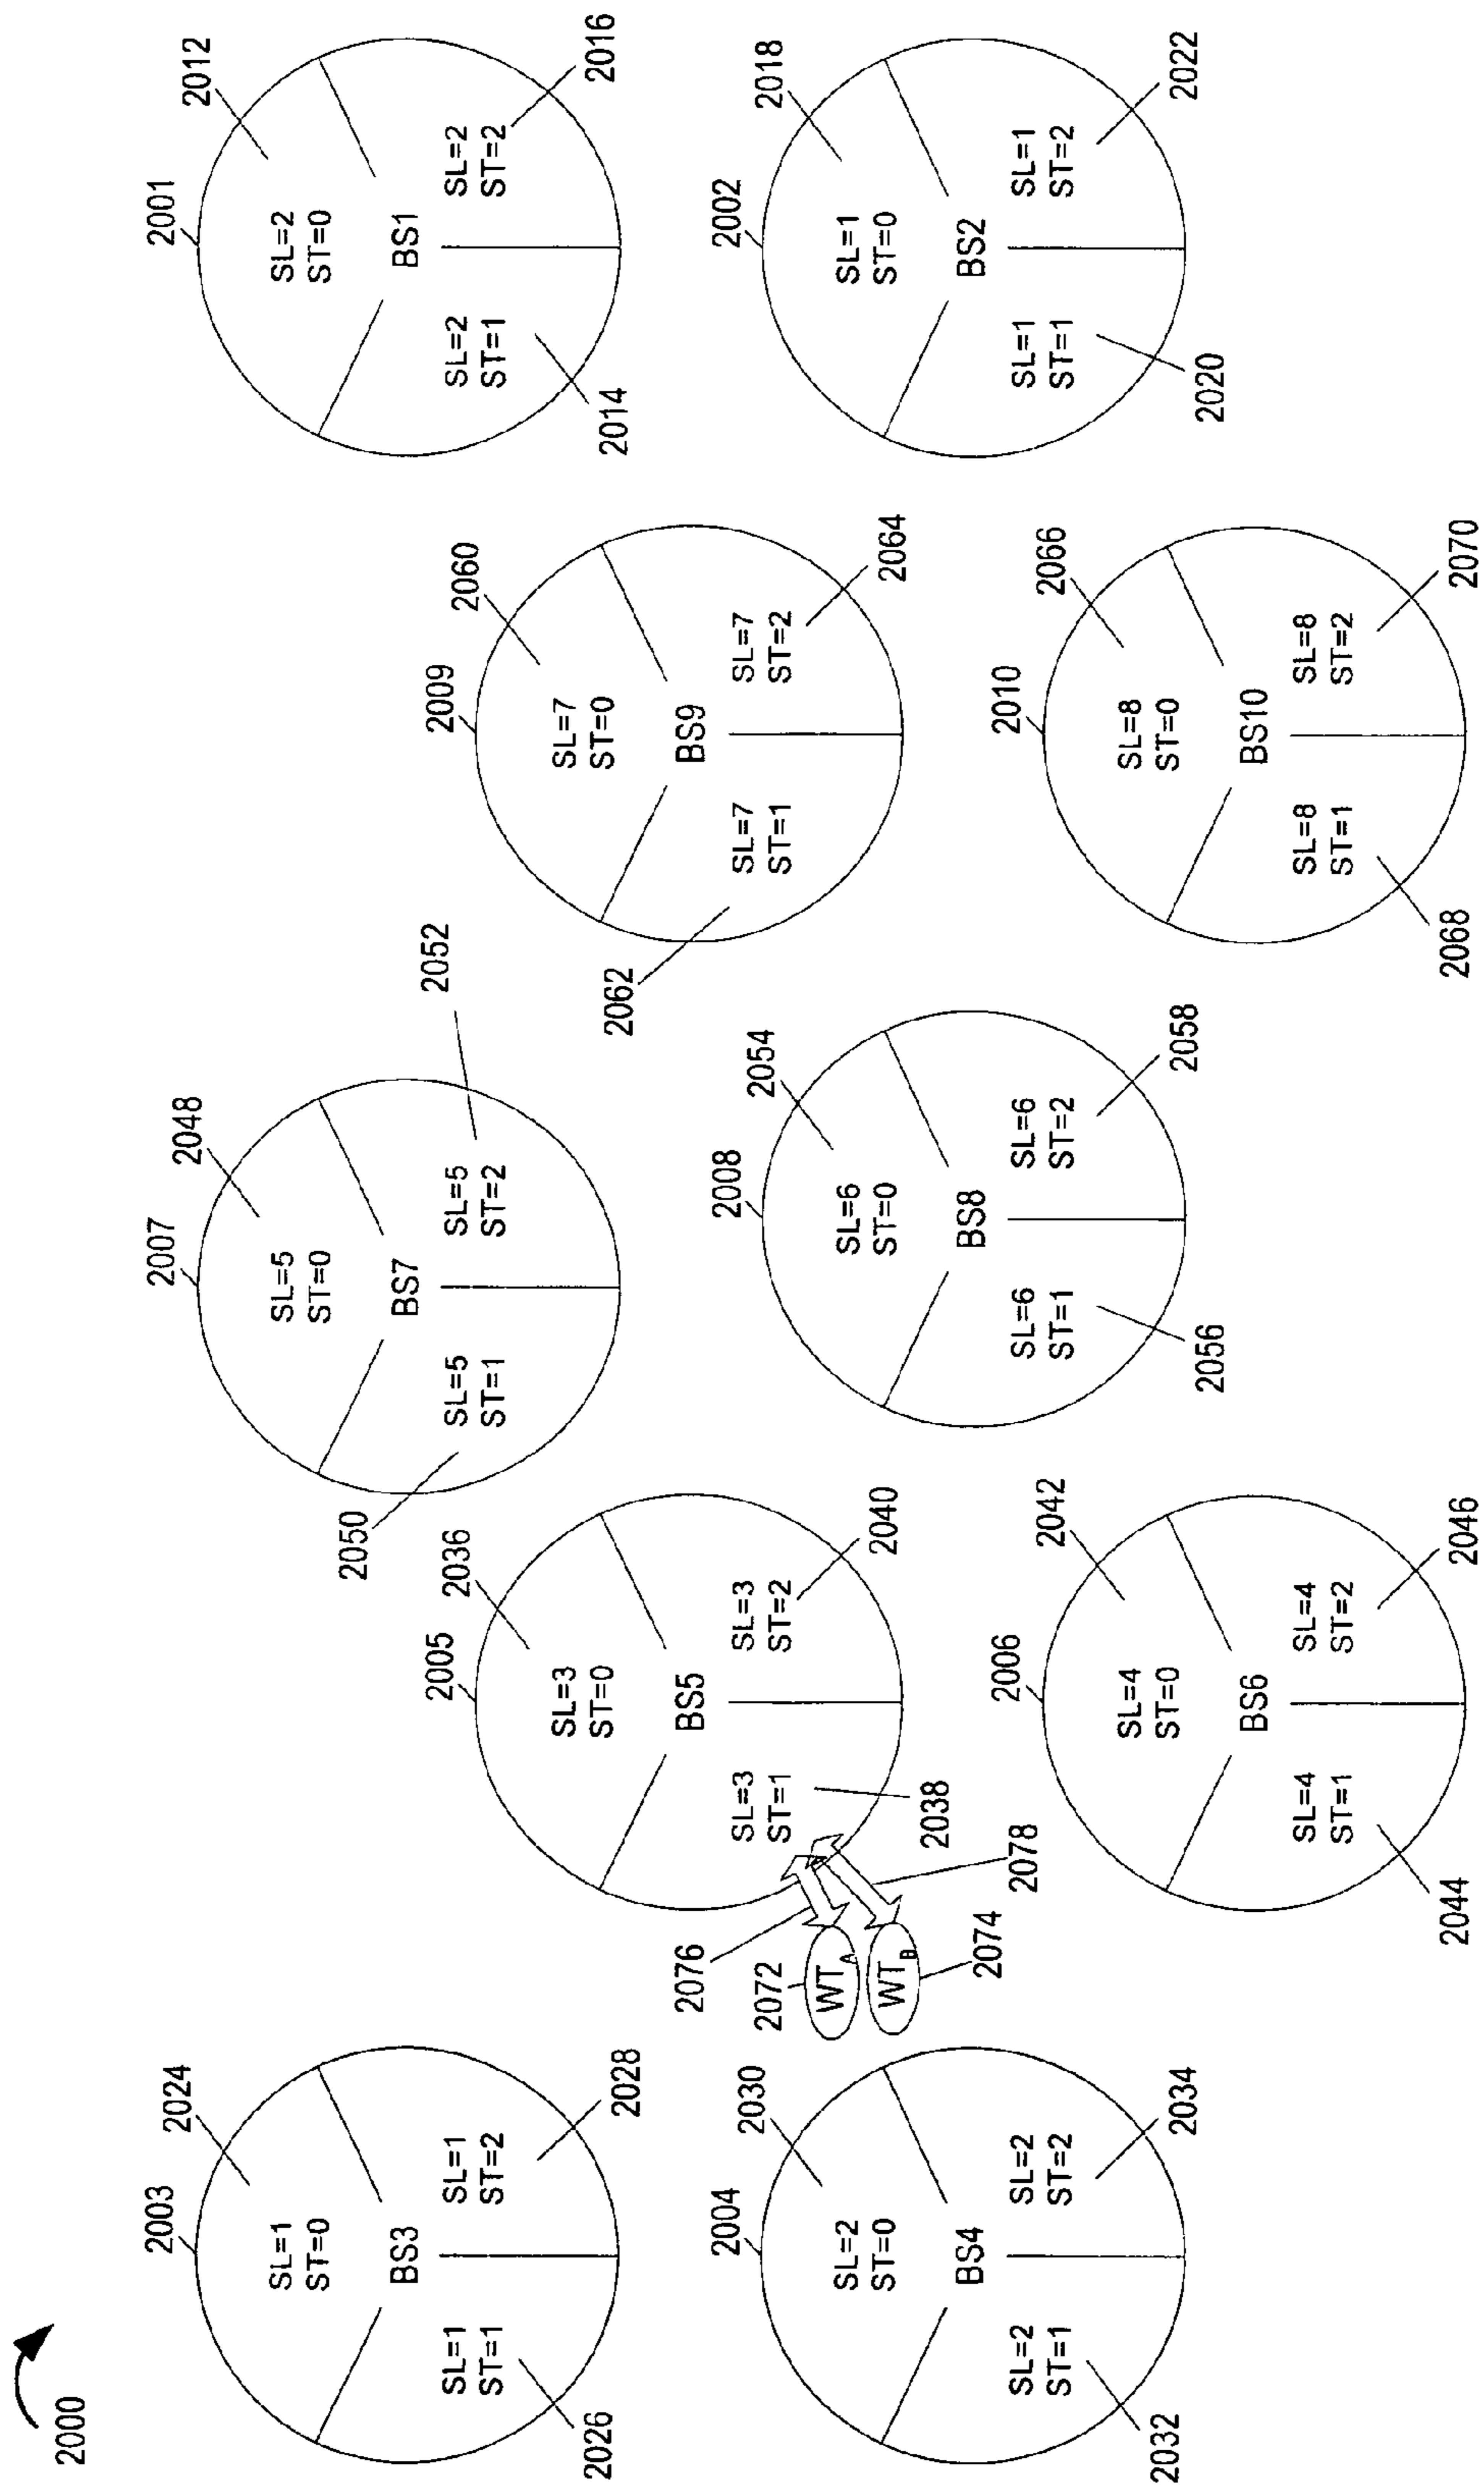 2000
2003
2024
SL=1
ST=0
BS3
SL=1
ST=1
SL=1
ST=2
2026
2028
2004
2030
SL=2
ST=0
BS4
SL=2
ST=1
SL=2
ST=2
2032
2034
2005
2036
SL=3
ST=0
BS5
SL=3
ST=1
SL=3
ST=2
2038
2040
2076
2078
2072
WT A
WT B
2074
2006
2042
SL=4
ST=0
BS6
SL=4
ST=1
SL=4
ST=2
2044
2046
2007
2048
SL=5
ST=0
BS7
SL=5
ST=1
SL=5
ST=2
2050
2052
2008
2054
SL=6
ST=0
BS8
SL=6
ST=1
SL=6
ST=2
2056
2058
2009
2060
SL=7
ST=0
BS9
SL=7
ST=1
SL=7
ST=2
2062
2064
2010
2066
SL=8
ST=0
BS10
SL=8
ST=1
SL=8
ST=2
2068
2070
2001
2012
SL=2
ST=0
BS1
SL=2
ST=1
SL=2
ST=2
2014
2016
2002
2018
SL=1
ST=0
BS2
SL=1
ST=1
SL=1
ST=2
2020
2022